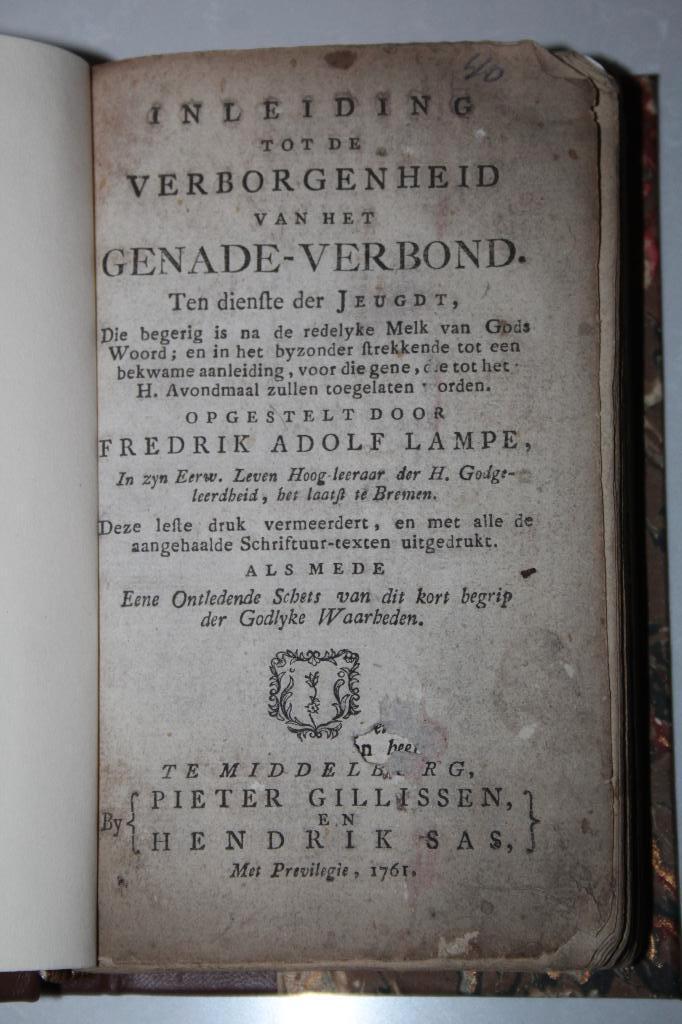 40
INLEIDING
TOT DE
VERBORGENHEID
VAN HET
GENADE-VERBOND.
Ten dienſte der JEUGDT,
Die begerig is na de redelyke Melk van Gods
Woord; en in het byzonder ſtrekkende tot een
bekwame aanleiding, voor die gene, die tot het
H. Avondmaal zullen toegelaten orden.
OPGESTELT DOOR
FREDRIK ADOLF LAMPE,
In zyn Eerw. Leven Hoog-leeraar der H. Godge-
leerdheid, het laatſt te Bremen.
Deze leſte druk vermeerdert, en met alle de
aangehaalde Schriftuur-texten uitgedrukt.
ALS MEDE
Eene Ontledende Schets van dit kort begrip
der Godlyke Waarheden.
TE MIDDELB RG,
By PIETER GILLISSEN,
EN
HENDRIK SAS,
Met Previlegie, 1761.